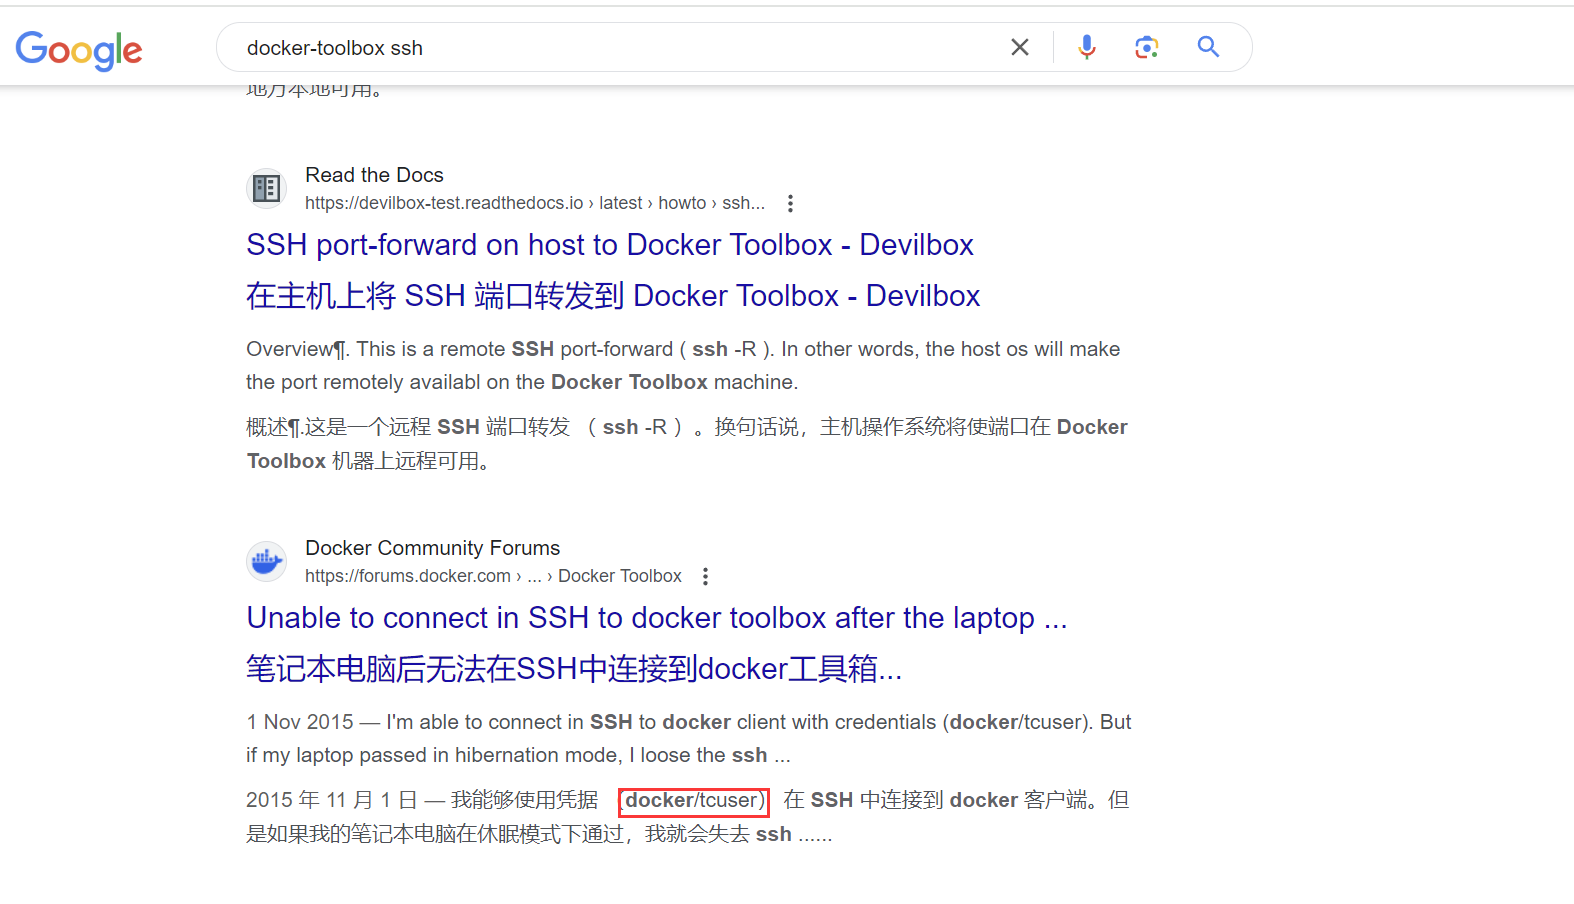 Google
docker-toolbox ssh
地方本地可用。
Read the Docs
https://devilbox-test.readthedocs.io › latest › howto › ssh...
SSH port-forward on host to Docker Toolbox - Devilbox
在主机上将 SSH 端口转发到 Docker Toolbox - Devilbox
Overview¶. This is a remote SSH port-forward ( ssh -R ). In other words, the host os will make
the port remotely availabl on the Docker Toolbox machine.
概述¶.这是一个远程 SSH 端口转发 （ ssh -R ）。换句话说，主机操作系统将使端口在 Docker
Toolbox 机器上远程可用。
Docker Community Forums
https://forums.docker.com › ... › Docker Toolbox
Unable to connect in SSH to docker toolbox after the laptop ...
笔记本电脑后无法在SSH中连接到docker工具箱...
1 Nov 2015 — I'm able to connect in SSH to docker client with credentials (docker/tcuser). But
if my laptop passed in hibernation mode, I loose the ssh ...
2015 年 11 月 1 日 — 我能够使用凭据 (docker/tcuser) 在 SSH 中连接到 docker 客户端。但
是如果我的笔记本电脑在休眠模式下通过，我就会失去 ssh ......